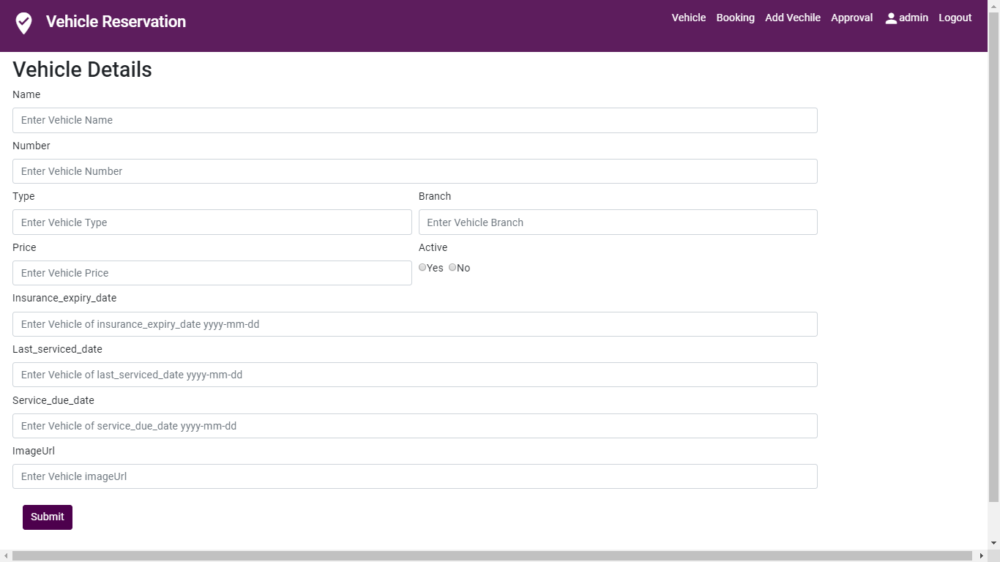 Vehicle Reservation
Vehicle Booking Add Vechile Approval admin Logout
Vehicle Details
Name
Enter Vehicle Name
Number
Enter Vehicle Number
Type Branch
Enter Vehicle Type Enter Vehicle Branch
Price Active
Enter Vehicle Price Yes No
Insurance_expiry_date
Enter Vehicle of insurance_expiry_date yyyy-mm-dd
Last_serviced_date
Enter Vehicle of last_serviced_date yyyy-mm-dd
Service_due_date
Enter Vehicle of service_due_date yyyy-mm-dd
ImageUrl
Enter Vehicle imageUrl
Submit